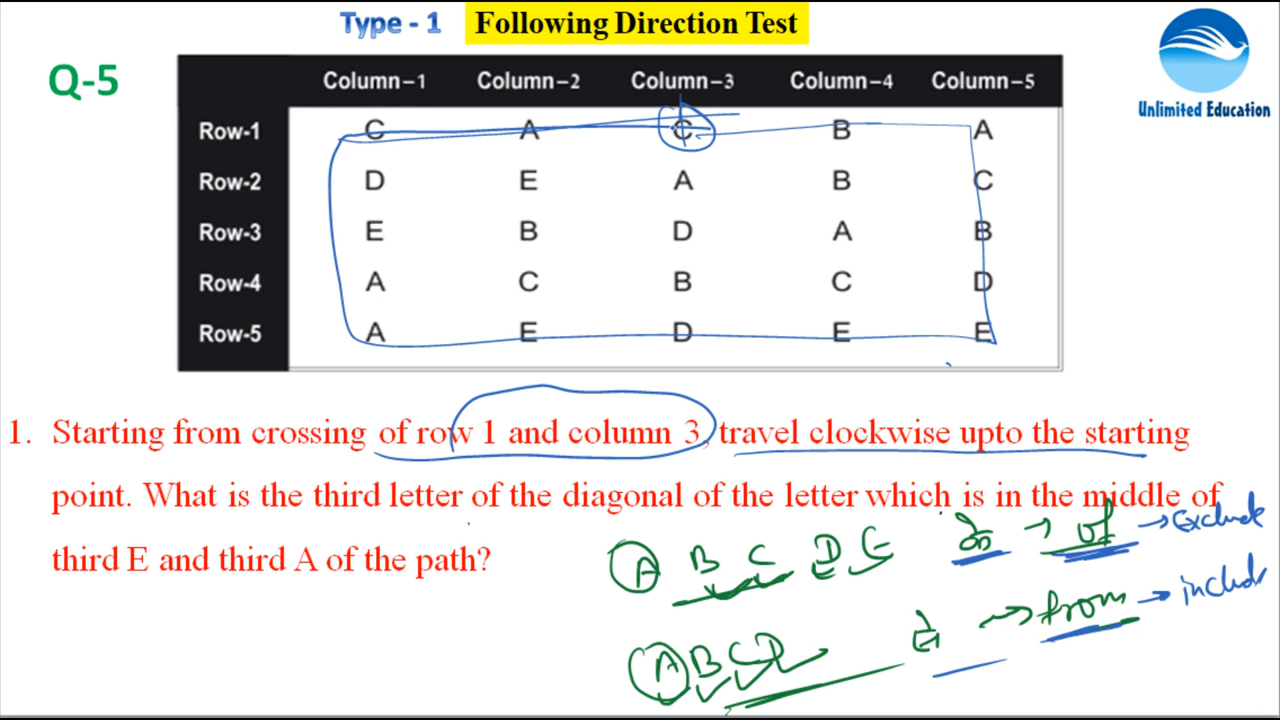 Type - 1 Following Direction Test
Q-5
Unlimited Education
Column-1 Column-2 Column-3 Column-4 Column-5
Row-1 C A C B A
Row-2 D E A B C
Row-3 E B D A B
Row-4 A C B C D
Row-5 A E D E E
1. Starting from crossing of row 1 and column 3, travel clockwise upto the starting
point. What is the third letter of the diagonal of the letter which is in the middle of
third E and third A of the path?
A B C D E → of → exclude
A B C D से → from → include